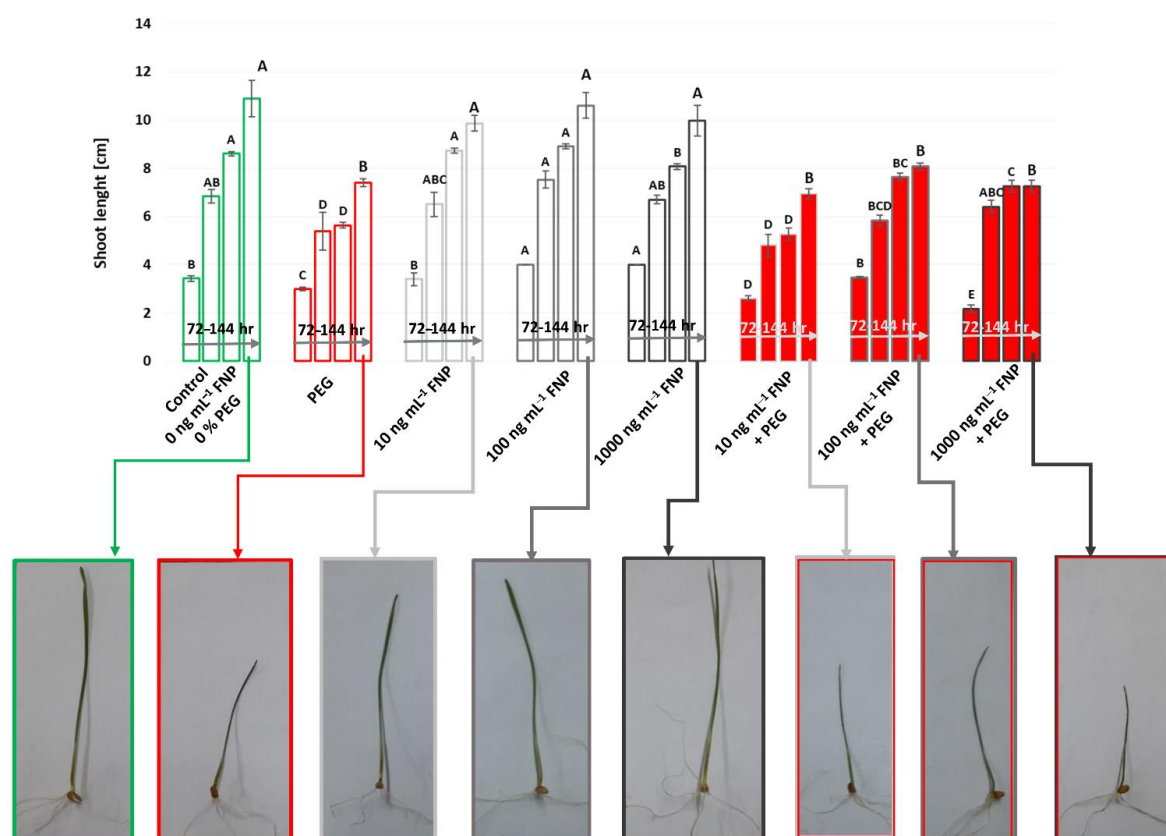 14
12
10
8
6
4
2
0
Shoot lenght [cm]
B
AB
A
A
72–144 hr
C
D
D
B
72-144 hr
B
ABC
A
A
72–144 hr
A
A
A
A
72-144 hr
A
AB
B
A
72–144 hr
D
D
D
B
72-144 hr
B
BCD
BC
B
72–144 hr
E
ABC
C
B
72–144 hr
Control
0 ng mL⁻¹ FNP
0 % PEG
PEG
10 ng mL⁻¹ FNP
100 ng mL⁻¹ FNP
1000 ng mL⁻¹ FNP
10 ng mL⁻¹ FNP
+ PEG
100 ng mL⁻¹ FNP
+ PEG
1000 ng mL⁻¹ FNP
+ PEG